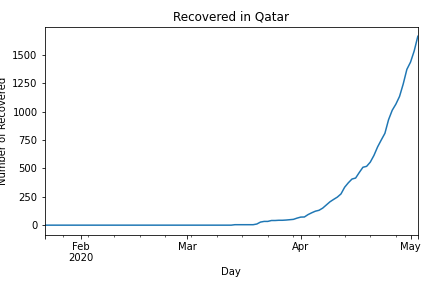 Recovered in Qatar
Number of Recovered
1500
1250
1000
750
500
250
0
Feb
2020
Mar
Apr
May
Day